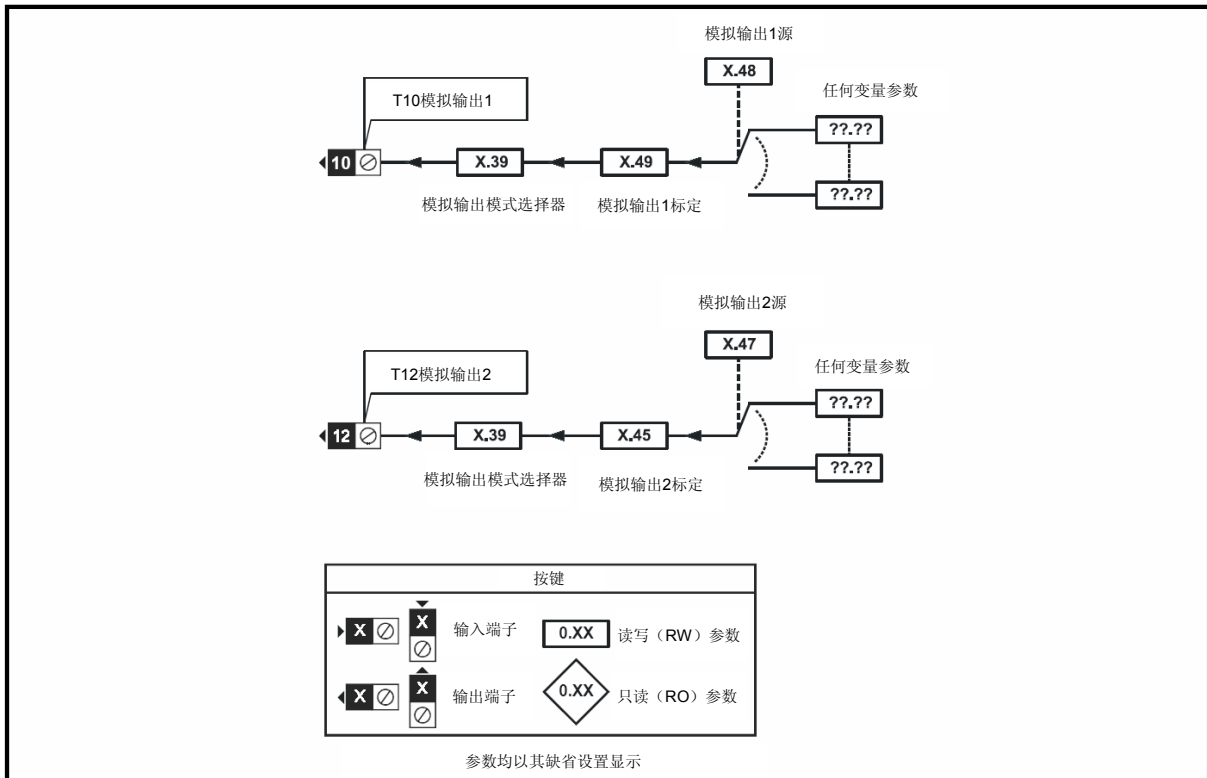 模拟输出1源
X.48
任何变量参数
T10模拟输出1
??.??
10
X.39
X.49
??.??
模拟输出模式选择器
模拟输出1标定
模拟输出2源
X.47
任何变量参数
T12模拟输出2
??.??
12
X.39
X.45
??.??
模拟输出模式选择器
模拟输出2标定
按键
X
X
输入端子
0.XX
读写（RW）参数
X
X
输出端子
0.XX
只读（RO）参数
参数均以其缺省设置显示